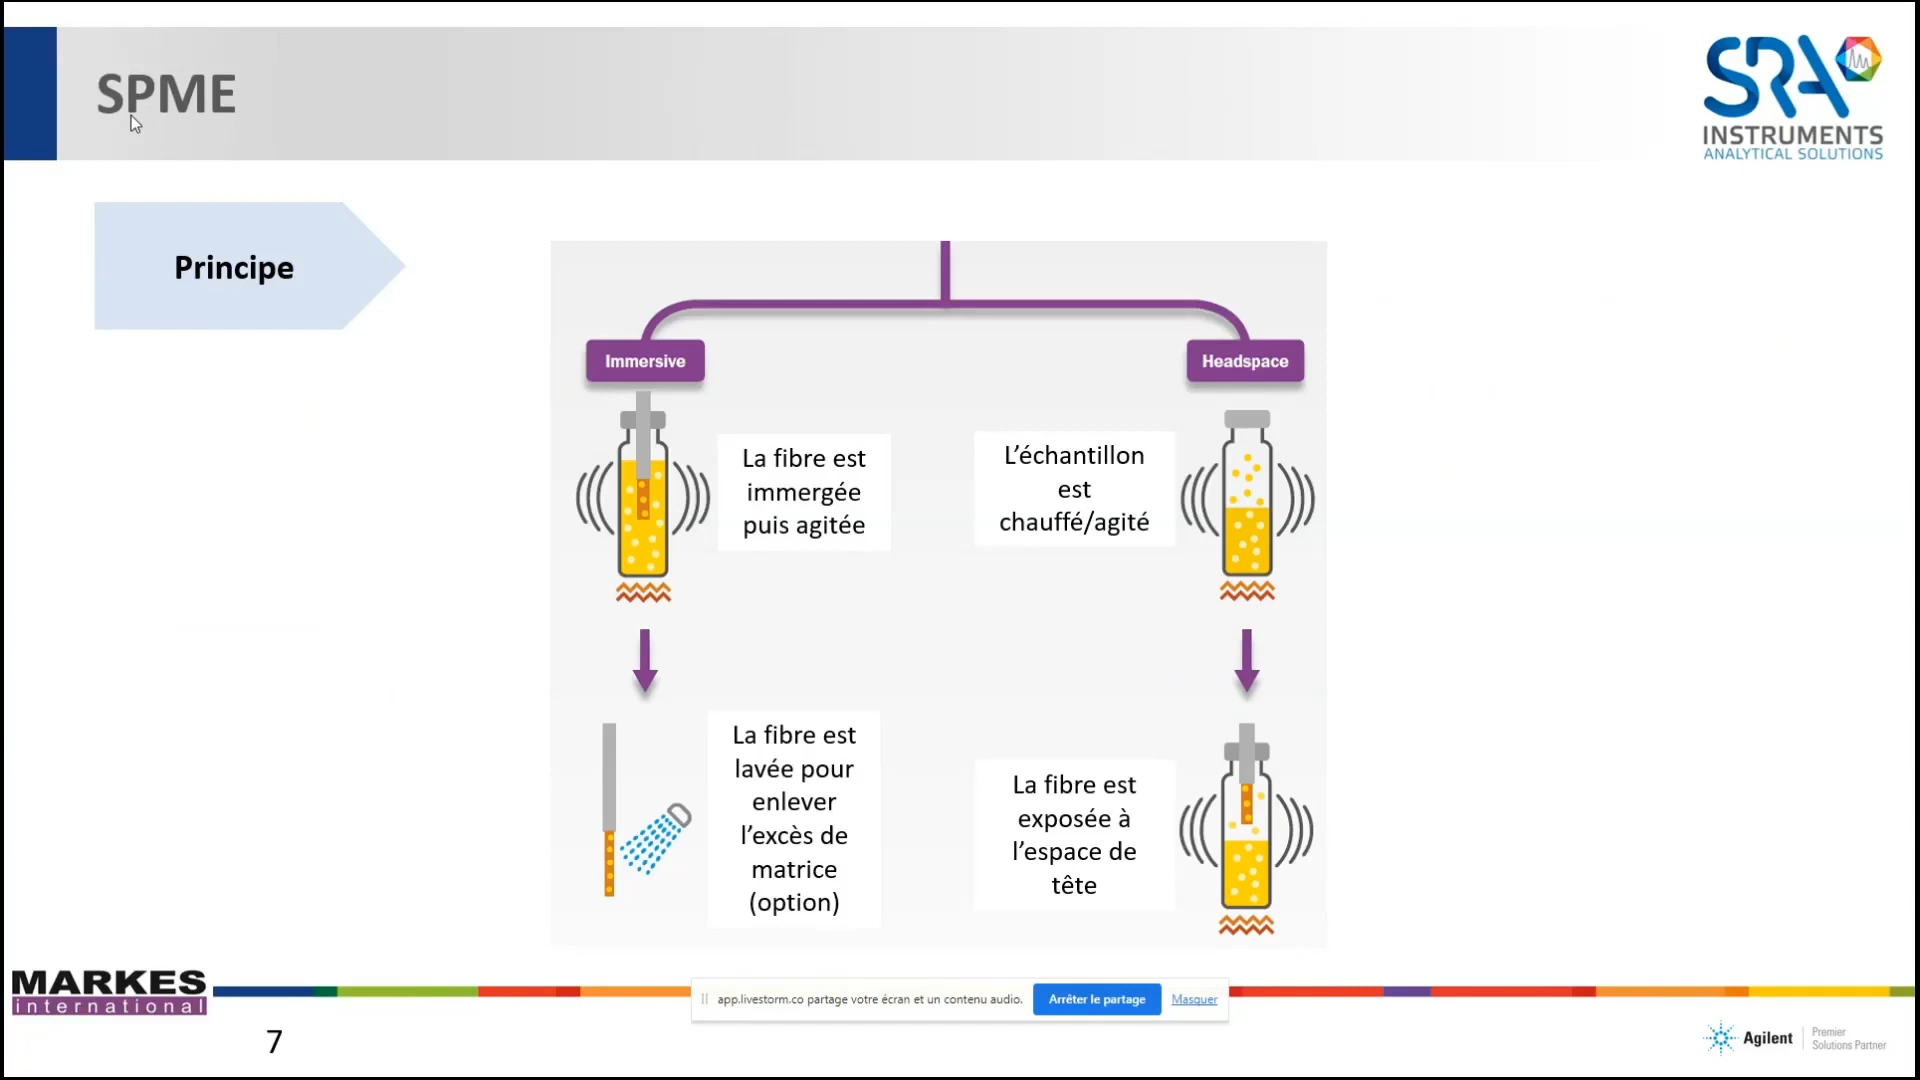 SPME
SRA
INSTRUMENTS
ANALYTICAL SOLUTIONS
Principe
Immersive
Headspace
La fibre est
immergée
puis agitée
L’échantillon
est
chauffé/agité
La fibre est
lavée pour
enlever
l’excès de
matrice
(option)
La fibre est
exposée à
l’espace de
tête
MARKES
international
app.livestorm.co partage votre écran et un contenu audio.
Arrêter le partage
Masquer
7
Agilent
Premier
Solutions Partner